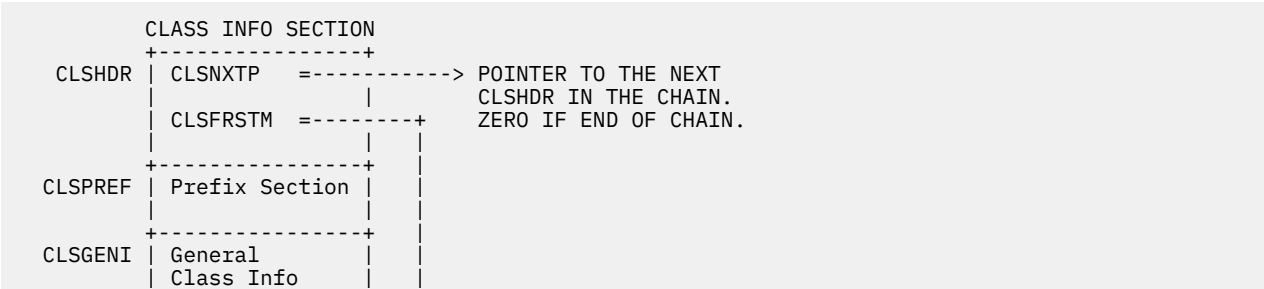 CLASS INFO SECTION
+----------------+
CLSHDR | CLSNXTP =-----------> POINTER TO THE NEXT
| | CLSHDR IN THE CHAIN.
| CLSFRSTM =--------+ ZERO IF END OF CHAIN.
| | |
+----------------+ |
CLSPREF | Prefix Section | |
| | |
+----------------+ |
CLSGENI | General | |
| Class Info | |